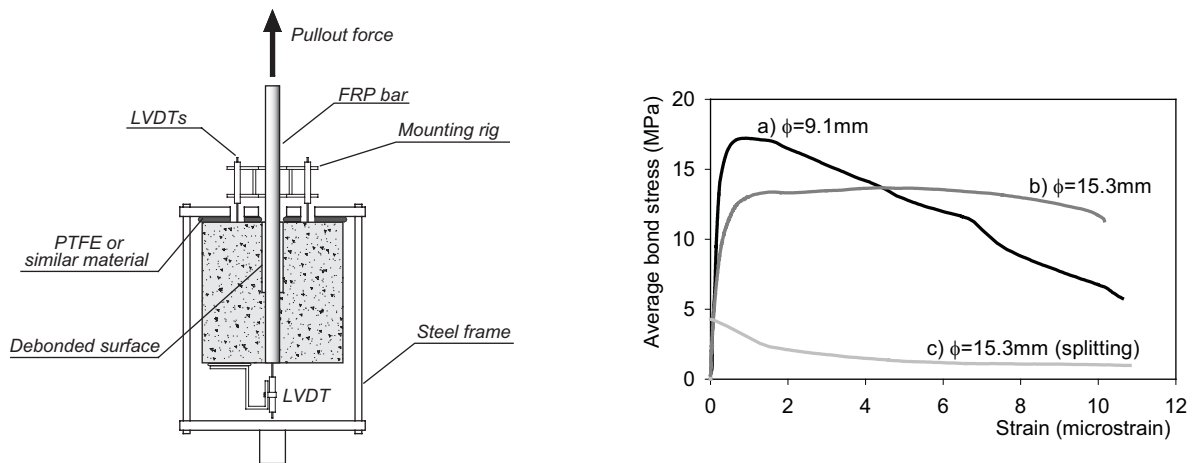 Pullout force
FRP bar
LVDTs
Mounting rig
PTFE or
similar material
Debonded surface
Steel frame
LVDT
Average bond stress (MPa)
20
15
10
5
0
a) ϕ=9.1mm
b) ϕ=15.3mm
c) ϕ=15.3mm (splitting)
0 2 4 6 8 10 12
Strain (microstrain)